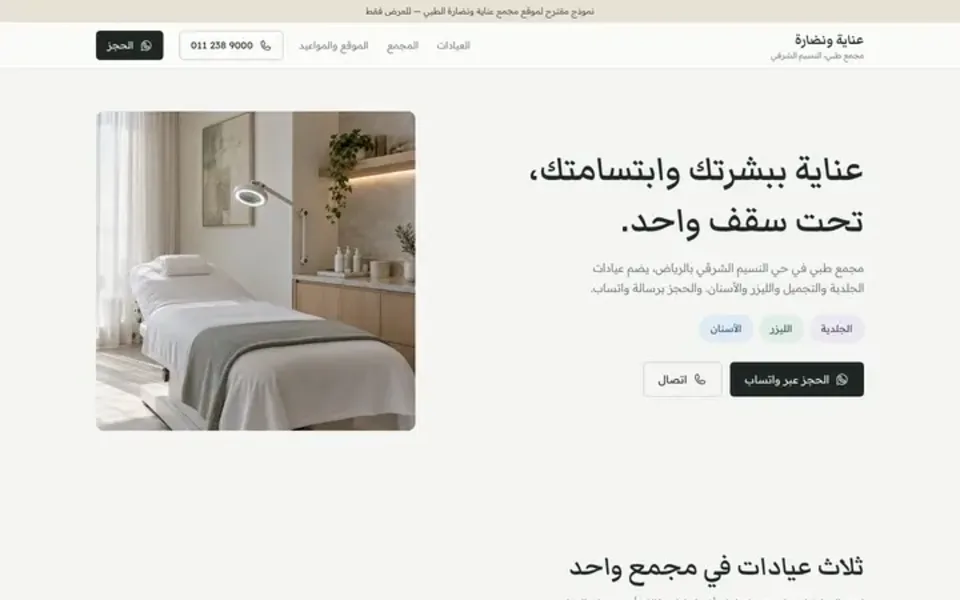 نموذج مقترح لموقع مجمع عناية ونضارة الطبي — للعرض فقط
عناية ونضارة
مجمع طبي، النسيم الشرقي
العيادات
المجمع
الموقع والمواعيد
011 238 9000
الحجز
عناية ببشرتك وابتسامتك،
تحت سقف واحد.
مجمع طبي في حي النسيم الشرقي بالرياض، يضم عيادات
الجلدية والتجميل والليزر والأسنان. والحجز برسالة واتساب.
الجلدية
الليزر
الأسنان
الحجز عبر واتساب
اتصال
ثلاث عيادات في مجمع واحد